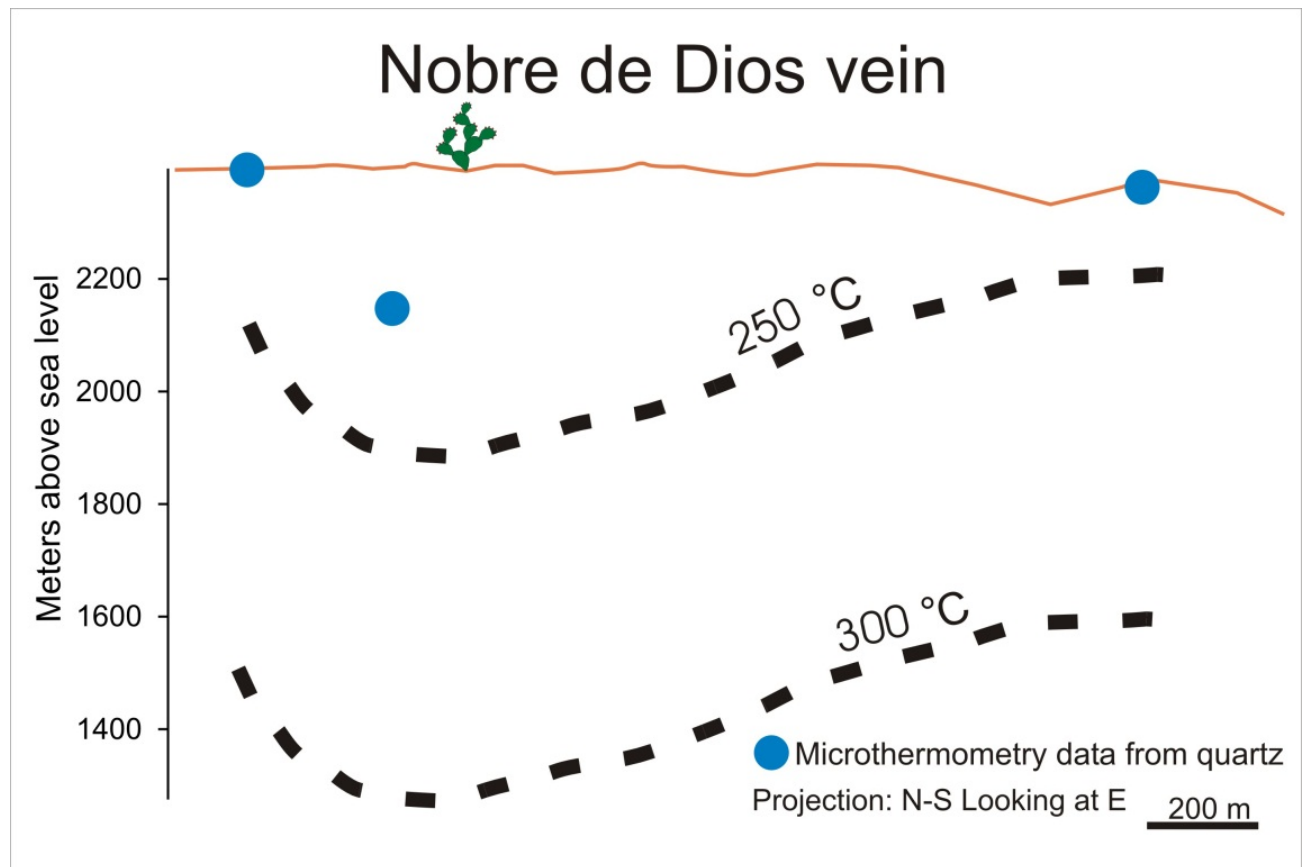 Nobre de Dios vein
Meters above sea level
2200
2000
1800
1600
1400
250 °C
300 °C
Microthermometry data from quartz
Projection: N-S Looking at E
200 m